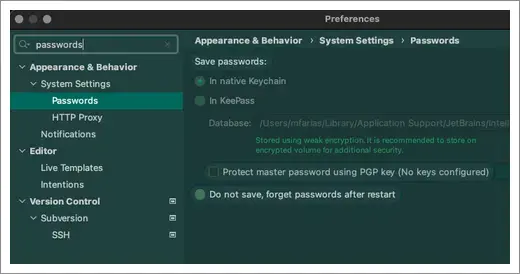 Preferences
passwords
Appearance & Behavior
System Settings
Passwords
HTTP Proxy
Notifications
Editor
Live Templates
Intentions
Version Control
Subversion
SSH
Appearance & Behavior › System Settings › Passwords
Save passwords:
In native Keychain
In KeePass
Database: /Users/mfarias/Library/Application Support/JetBrains/Intelli
Stored using weak encryption. It is recommended to store on
encrypted volume for additional security.
Protect master password using PGP key (No keys configured)
Do not save, forget passwords after restart